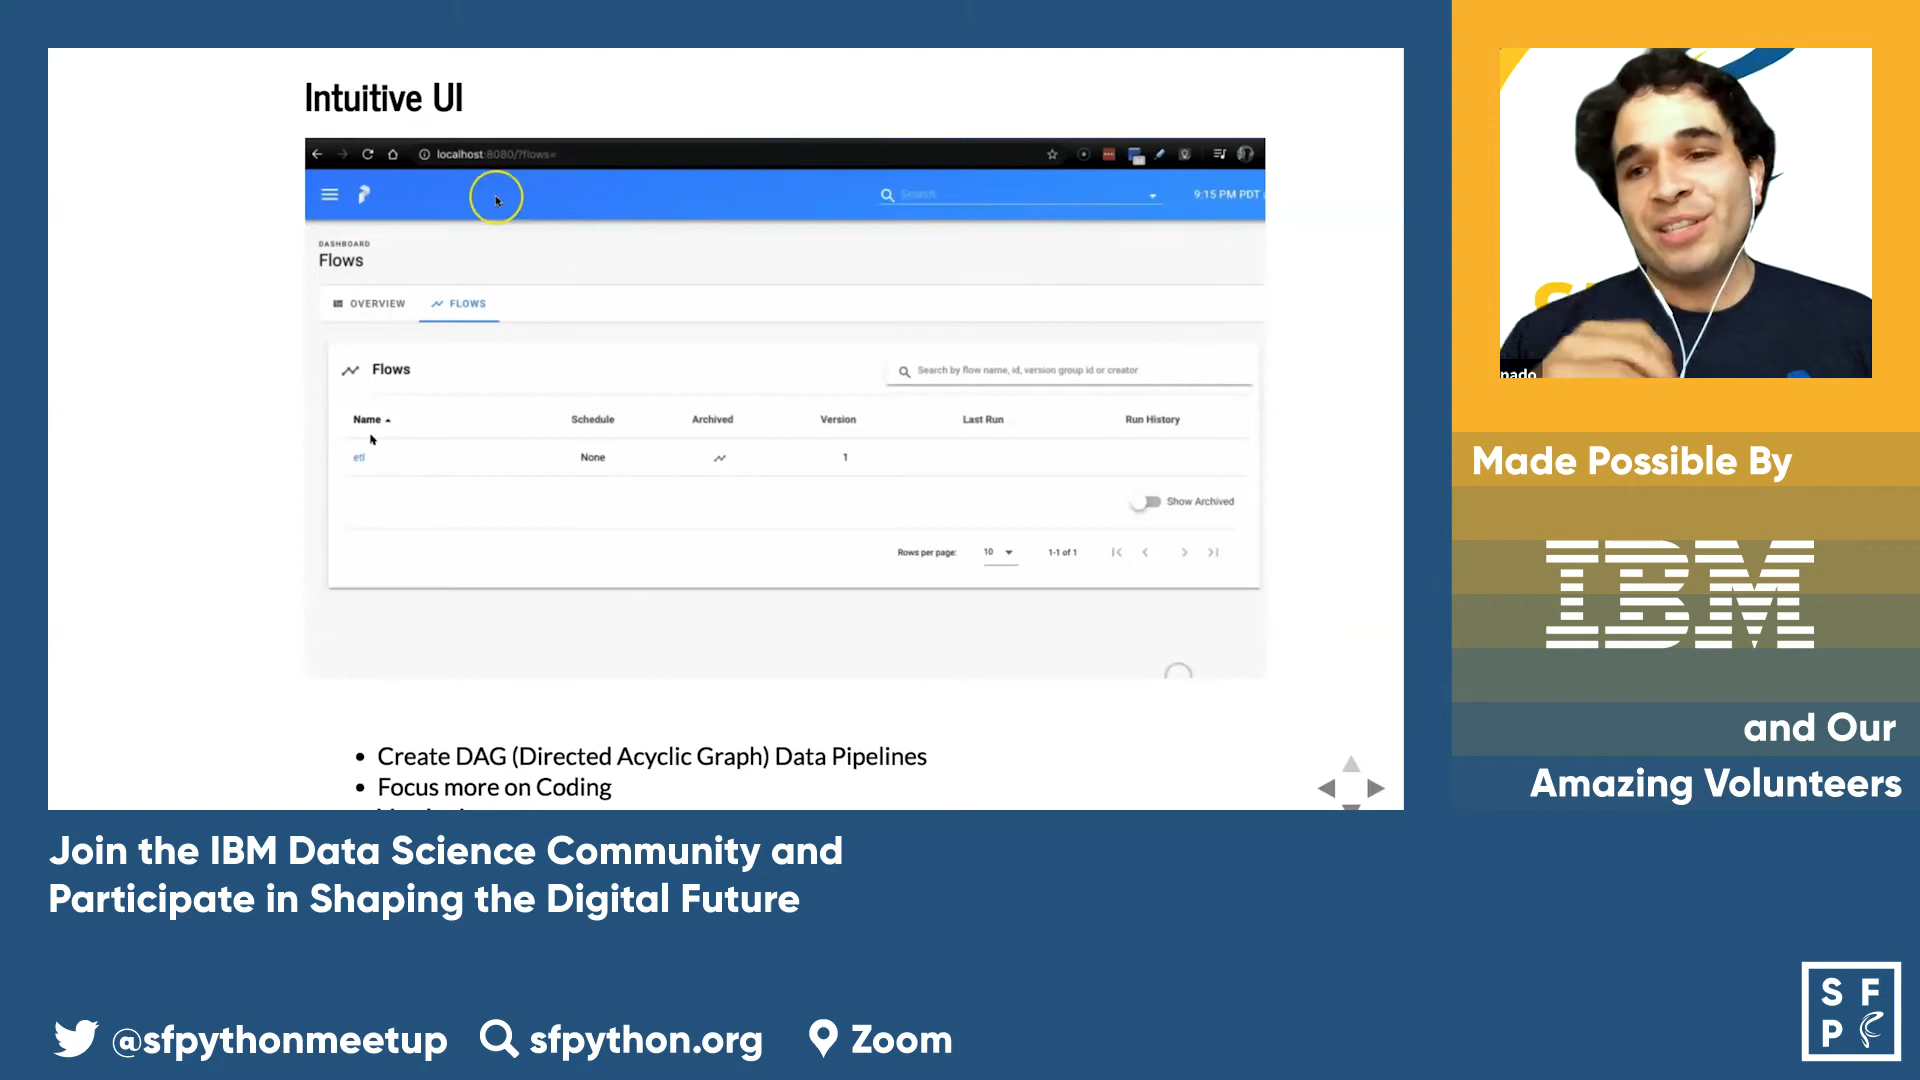 Intuitive UI
localhost:8080/?flows=
Search
9:15 PM PDT
DASHBOARD
Flows
OVERVIEW
FLOWS
Flows
Search by flow name, id, version group id or creator
Name Schedule Archived Version Last Run Run History
etl None 1
Show Archived
Rows per page: 10 1-1 of 1
• Create DAG (Directed Acyclic Graph) Data Pipelines
• Focus more on Coding
nado
Made Possible By
IBM
and Our
Amazing Volunteers
Join the IBM Data Science Community and
Participate in Shaping the Digital Future
@sfpythonmeetup sfpython.org Zoom
S F
P